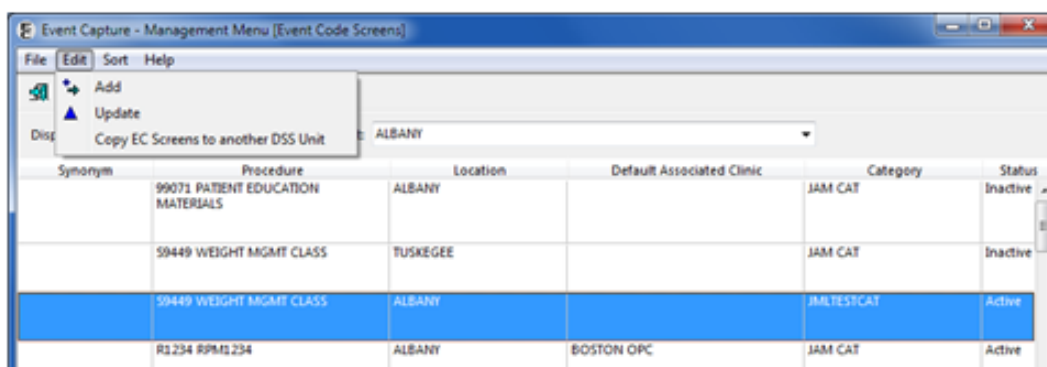 Event Capture - Management Menu [Event Code Screens]
File Edit Sort Help
Add
Update
Copy EC Screens to another DSS Unit
ALBANY
Synonym Procedure Location Default Associated Clinic Category Status
99071 PATIENT EDUCATION MATERIALS ALBANY JAM CAT Inactive
S9449 WEIGHT MGMT CLASS TUSKEGEE JAM CAT Inactive
S9449 WEIGHT MGMT CLASS ALBANY JMLTESTCAT Active
R1234 RPM1234 ALBANY BOSTON OPC JAM CAT Active